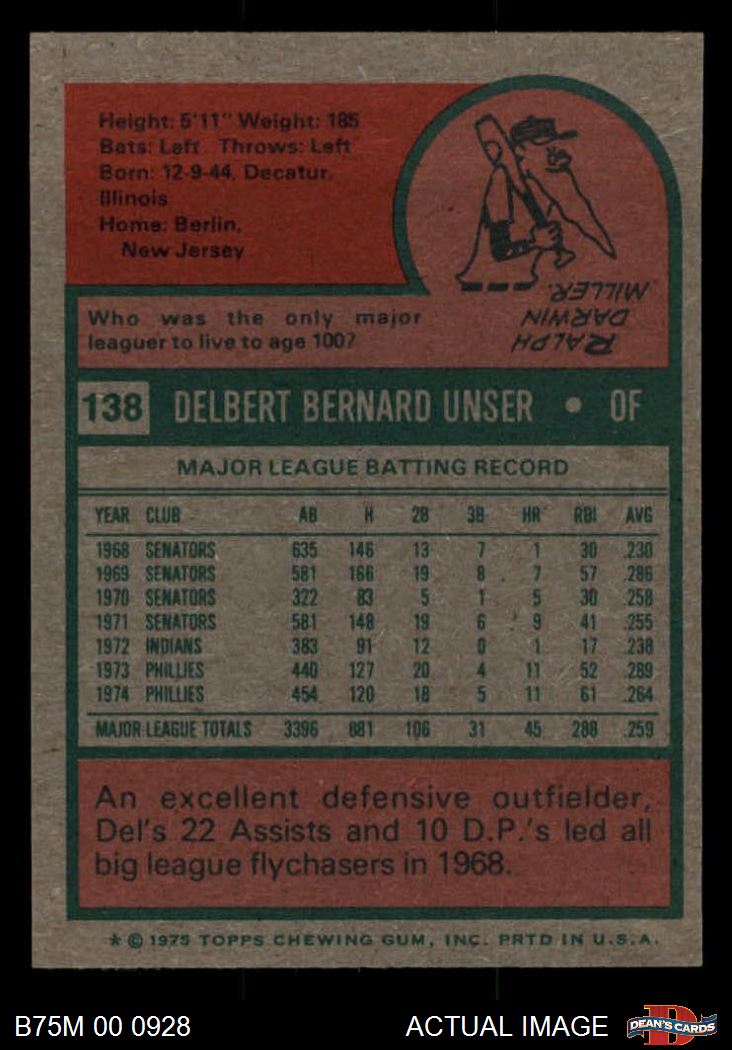 Height: 5'11" Weight: 185
Bats: Left Throws: Left
Born: 12-9-44, Decatur,
Illinois
Home: Berlin,
New Jersey
Who was the only major
leaguer to live to age 100?
RALPH
DARWIN
MILLER.
138 DELBERT BERNARD UNSER • OF
MAJOR LEAGUE BATTING RECORD
YEAR CLUB AB H 2B 3B HR RBI AVG
1968 SENATORS 635 146 13 7 1 30 .230
1969 SENATORS 581 166 19 8 7 57 .286
1970 SENATORS 322 83 5 1 5 30 .258
1971 SENATORS 581 148 19 6 9 41 .255
1972 INDIANS 383 91 12 0 1 17 .238
1973 PHILLIES 440 127 20 4 11 52 .289
1974 PHILLIES 454 120 18 5 11 61 .264
MAJOR LEAGUE TOTALS 3396 881 106 31 45 288 .259
An excellent defensive outfielder,
Del's 22 Assists and 10 D.P.'s led all
big league flychasers in 1968.
* © 1975 TOPPS CHEWING GUM, INC. PRTD IN U.S.A.
B75M 00 0928 ACTUAL IMAGE D DEAN'S CARDS